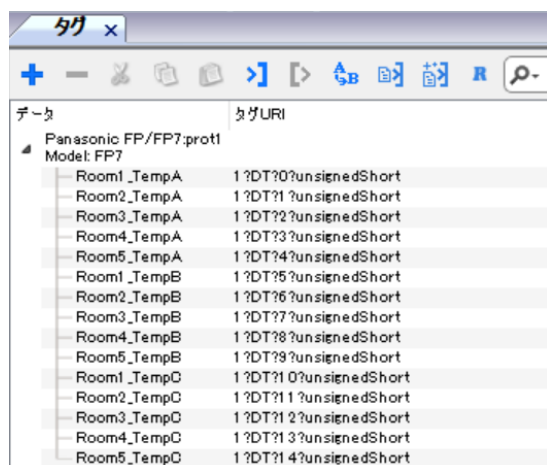 タグ x
A B R
データ タグURI
Panasonic FP/FP7:prot1
Model: FP7
Room1_TempA 1?DT?0?unsignedShort
Room2_TempA 1?DT?1?unsignedShort
Room3_TempA 1?DT?2?unsignedShort
Room4_TempA 1?DT?3?unsignedShort
Room5_TempA 1?DT?4?unsignedShort
Room1_TempB 1?DT?5?unsignedShort
Room2_TempB 1?DT?6?unsignedShort
Room3_TempB 1?DT?7?unsignedShort
Room4_TempB 1?DT?8?unsignedShort
Room5_TempB 1?DT?9?unsignedShort
Room1_TempC 1?DT?10?unsignedShort
Room2_TempC 1?DT?11?unsignedShort
Room3_TempC 1?DT?12?unsignedShort
Room4_TempC 1?DT?13?unsignedShort
Room5_TempC 1?DT?14?unsignedShort